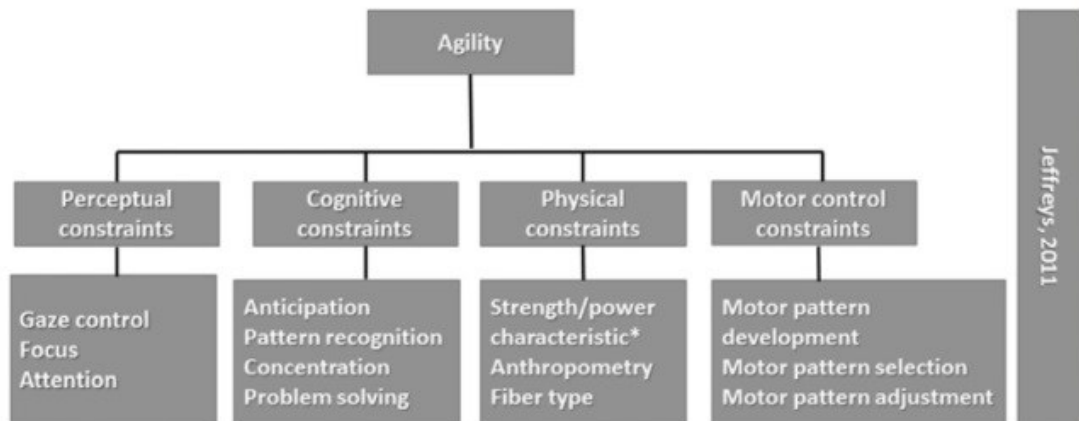 Agility
Perceptual
constraints
Cognitive
constraints
Physical
constraints
Motor control
constraints
Gaze control
Focus
Attention
Anticipation
Pattern recognition
Concentration
Problem solving
Strength/power
characteristic*
Anthropometry
Fiber type
Motor pattern
development
Motor pattern selection
Motor pattern adjustment
Jeffreys, 2011